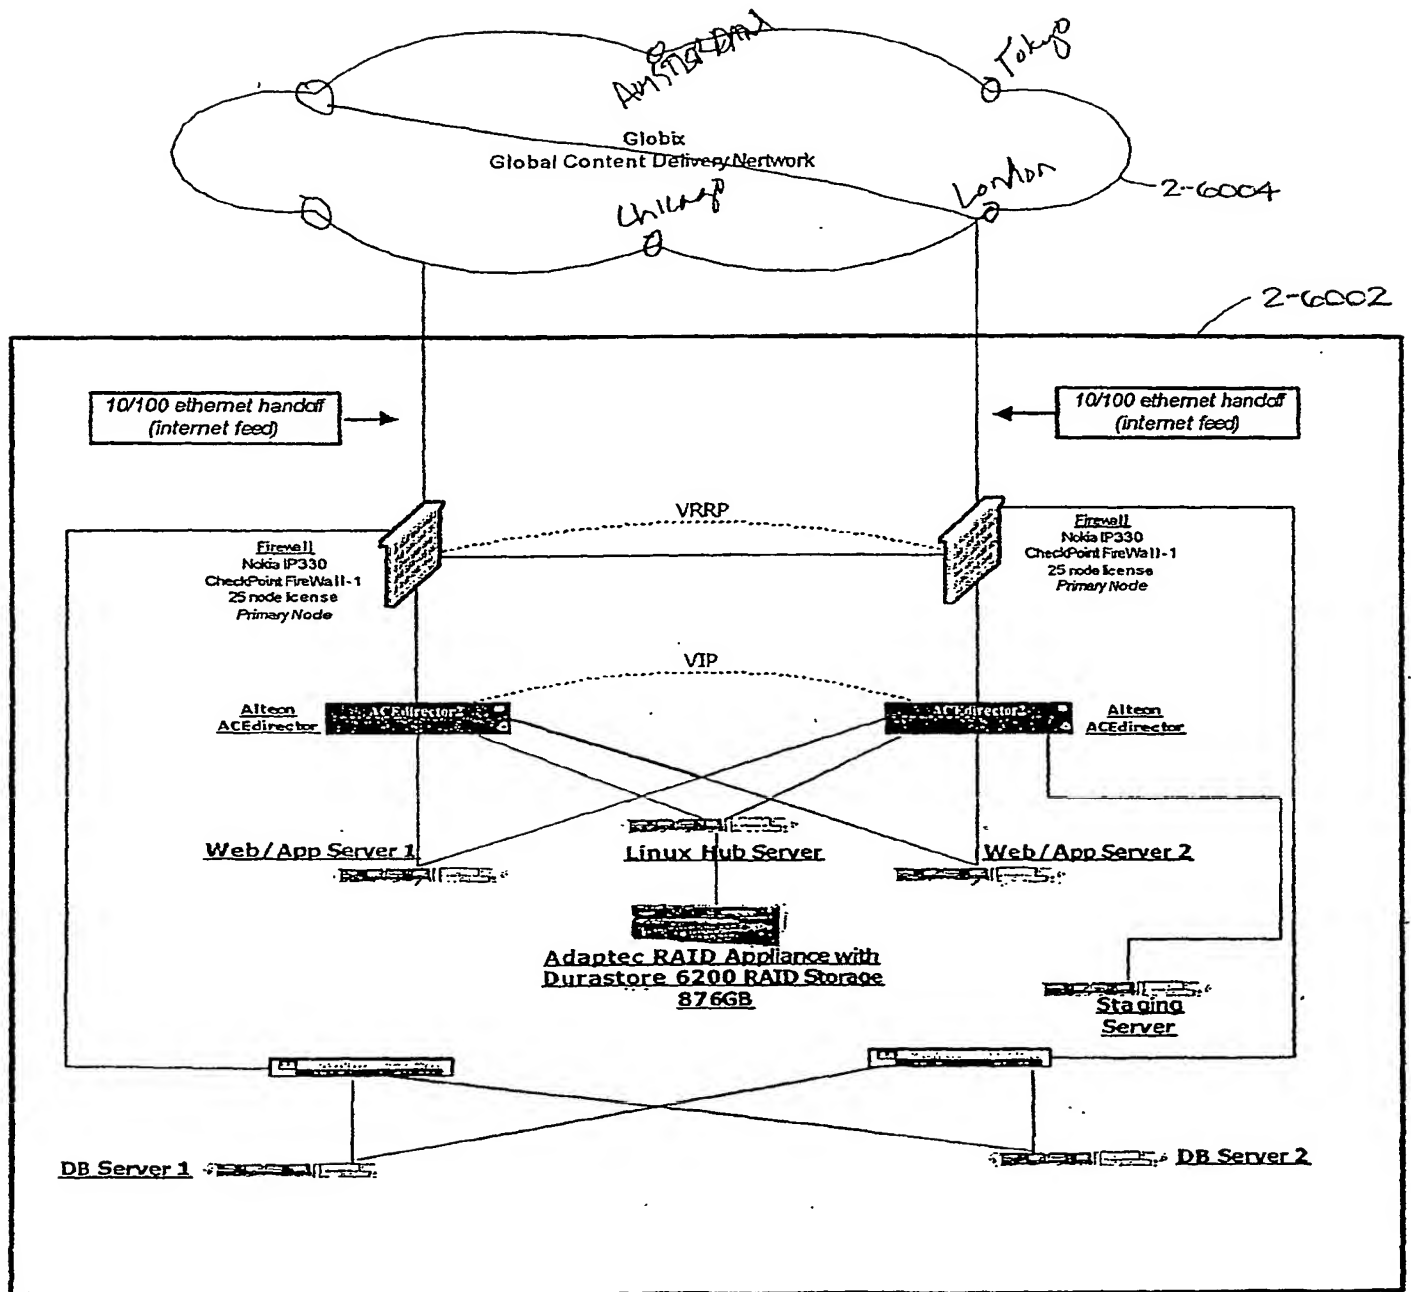 Amsterdam
Tokyo
Globix
Global Content Delivery Nertwork
London
Chicago
2-6004
2-6002
10/100 ethernet handoff
(internet feed)
10/100 ethernet handoff
(internet feed)
VRRP
Firewall
Nokia IP330
CheckPoint FireWall-1
25 node license
Primary Node
Firewall
Nokia IP330
CheckPoint FireWall-1
25 node license
Primary Node
VIP
Alteon
ACEdirector
ACEdirector2
ACEdirector2
Alteon
ACEdirector
Web/App Server 1
Linux Hub Server
Web/App Server 2
Adaptec RAID Appliance with
Durastore 6200 RAID Storage
876GB
Staging
Server
DB Server 1
DB Server 2